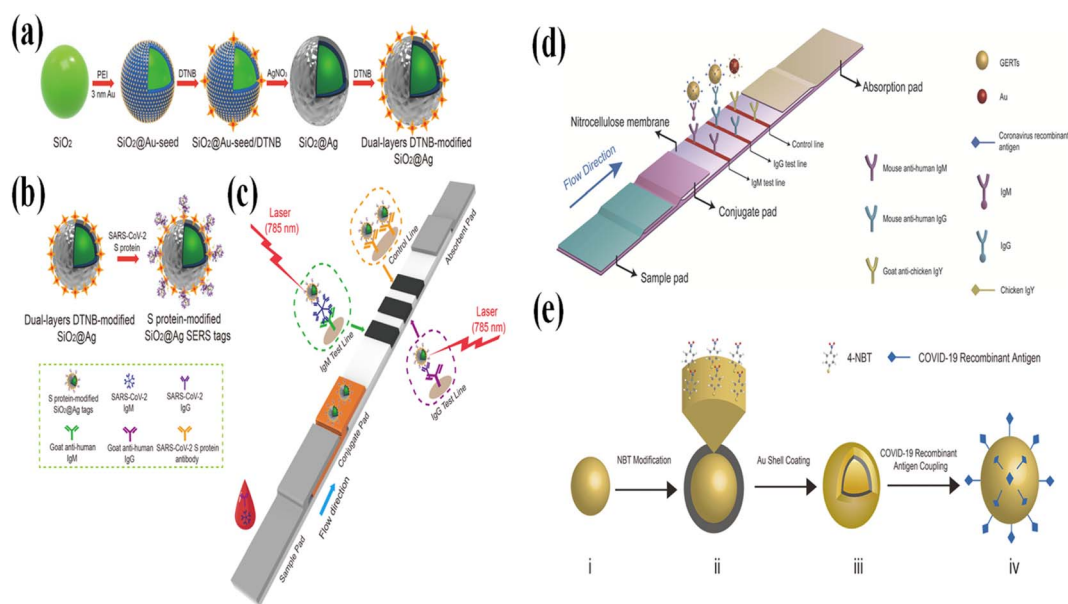 (a)
PEI
3 nm Au
DTNB
AgNO₃
DTNB
SiO₂
SiO₂@Au-seed
SiO₂@Au-seed/DTNB
SiO₂@Ag
Dual-layers DTNB-modified
SiO₂@Ag
(b)
SARS-CoV-2
S protein
Dual-layers DTNB-modified
SiO₂@Ag
S protein-modified
SiO₂@Ag SERS tags
S protein-modified
SiO₂@Ag tags
SARS-CoV-2
IgM
SARS-CoV-2
IgG
Goat anti-human
IgM
Goat anti-human
IgG
SARS-CoV-2 S protein
antibody
(c)
Laser
(785 nm)
Control Line
Absorbent Pad
IgM Test Line
Laser
(785 nm)
IgG Test Line
Conjugate Pad
Flow direction
Sample Pad
(d)
Absorption pad
Nitrocellulose membrane
Control line
IgG test line
IgM test line
Flow Direction
Conjugate pad
Sample pad
Mouse anti-human IgM
Mouse anti-human IgG
Goat anti-chicken IgY
GERTs
Au
Coronavirus recombinant
antigen
IgM
IgG
Chicken IgY
(e)
4-NBT
COVID-19 Recombinant Antigen
NBT Modification
Au Shell Coating
COVID-19 Recombinant
Antigen Coupling
i
ii
iii
iv